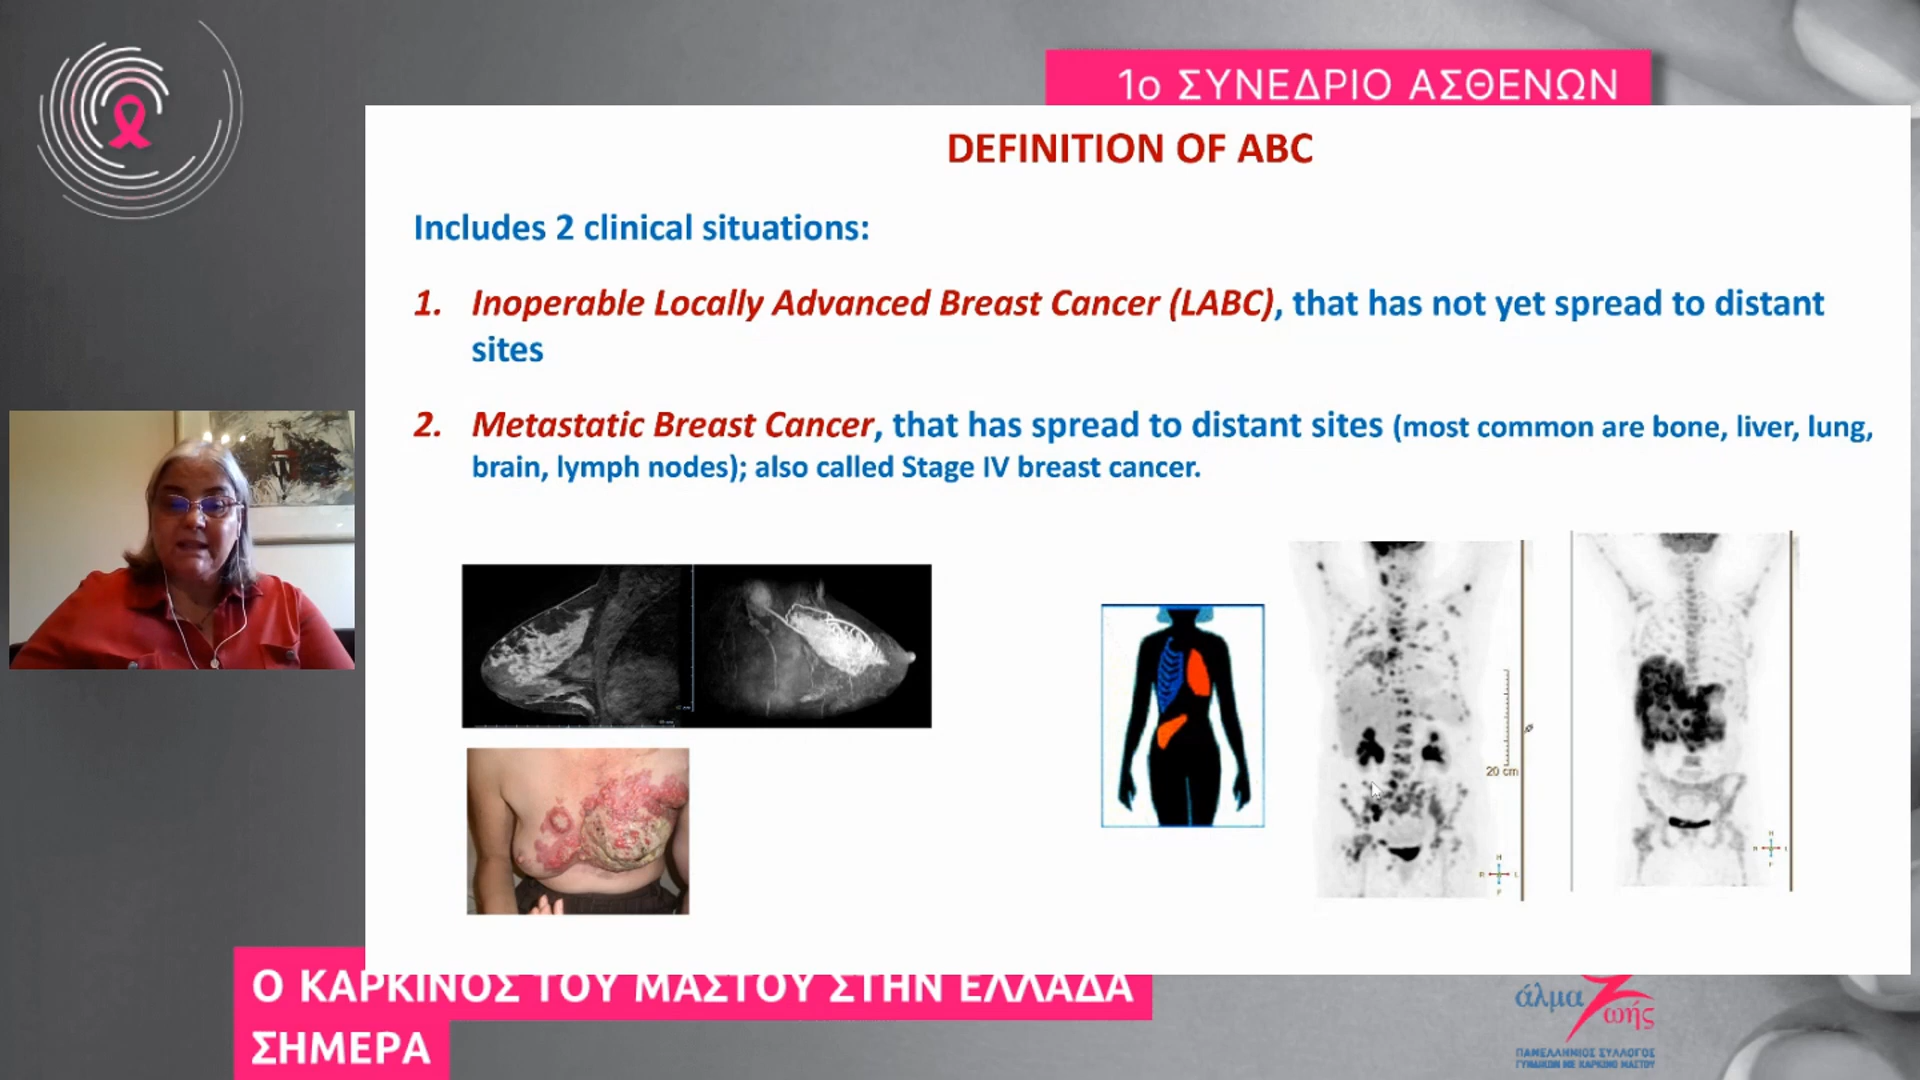 1ο ΣΥΝΕΔΡΙΟ ΑΣΘΕΝΩΝ
DEFINITION OF ABC
Includes 2 clinical situations:
1. Inoperable Locally Advanced Breast Cancer (LABC), that has not yet spread to distant
sites
2. Metastatic Breast Cancer, that has spread to distant sites (most common are bone, liver, lung,
brain, lymph nodes); also called Stage IV breast cancer.
20 cm
Ο ΚΑΡΚΙΝΟΣ ΤΟΥ ΜΑΣΤΟΥ ΣΤΗΝ ΕΛΛΑΔΑ
ΣΗΜΕΡΑ
άλμα
Ζωής
ΠΑΝΕΛΛΗΝΙΟΣ ΣΥΛΛΟΓΟΣ
ΓΥΝΑΙΚΩΝ ΜΕ ΚΑΡΚΙΝΟ ΜΑΣΤΟΥ